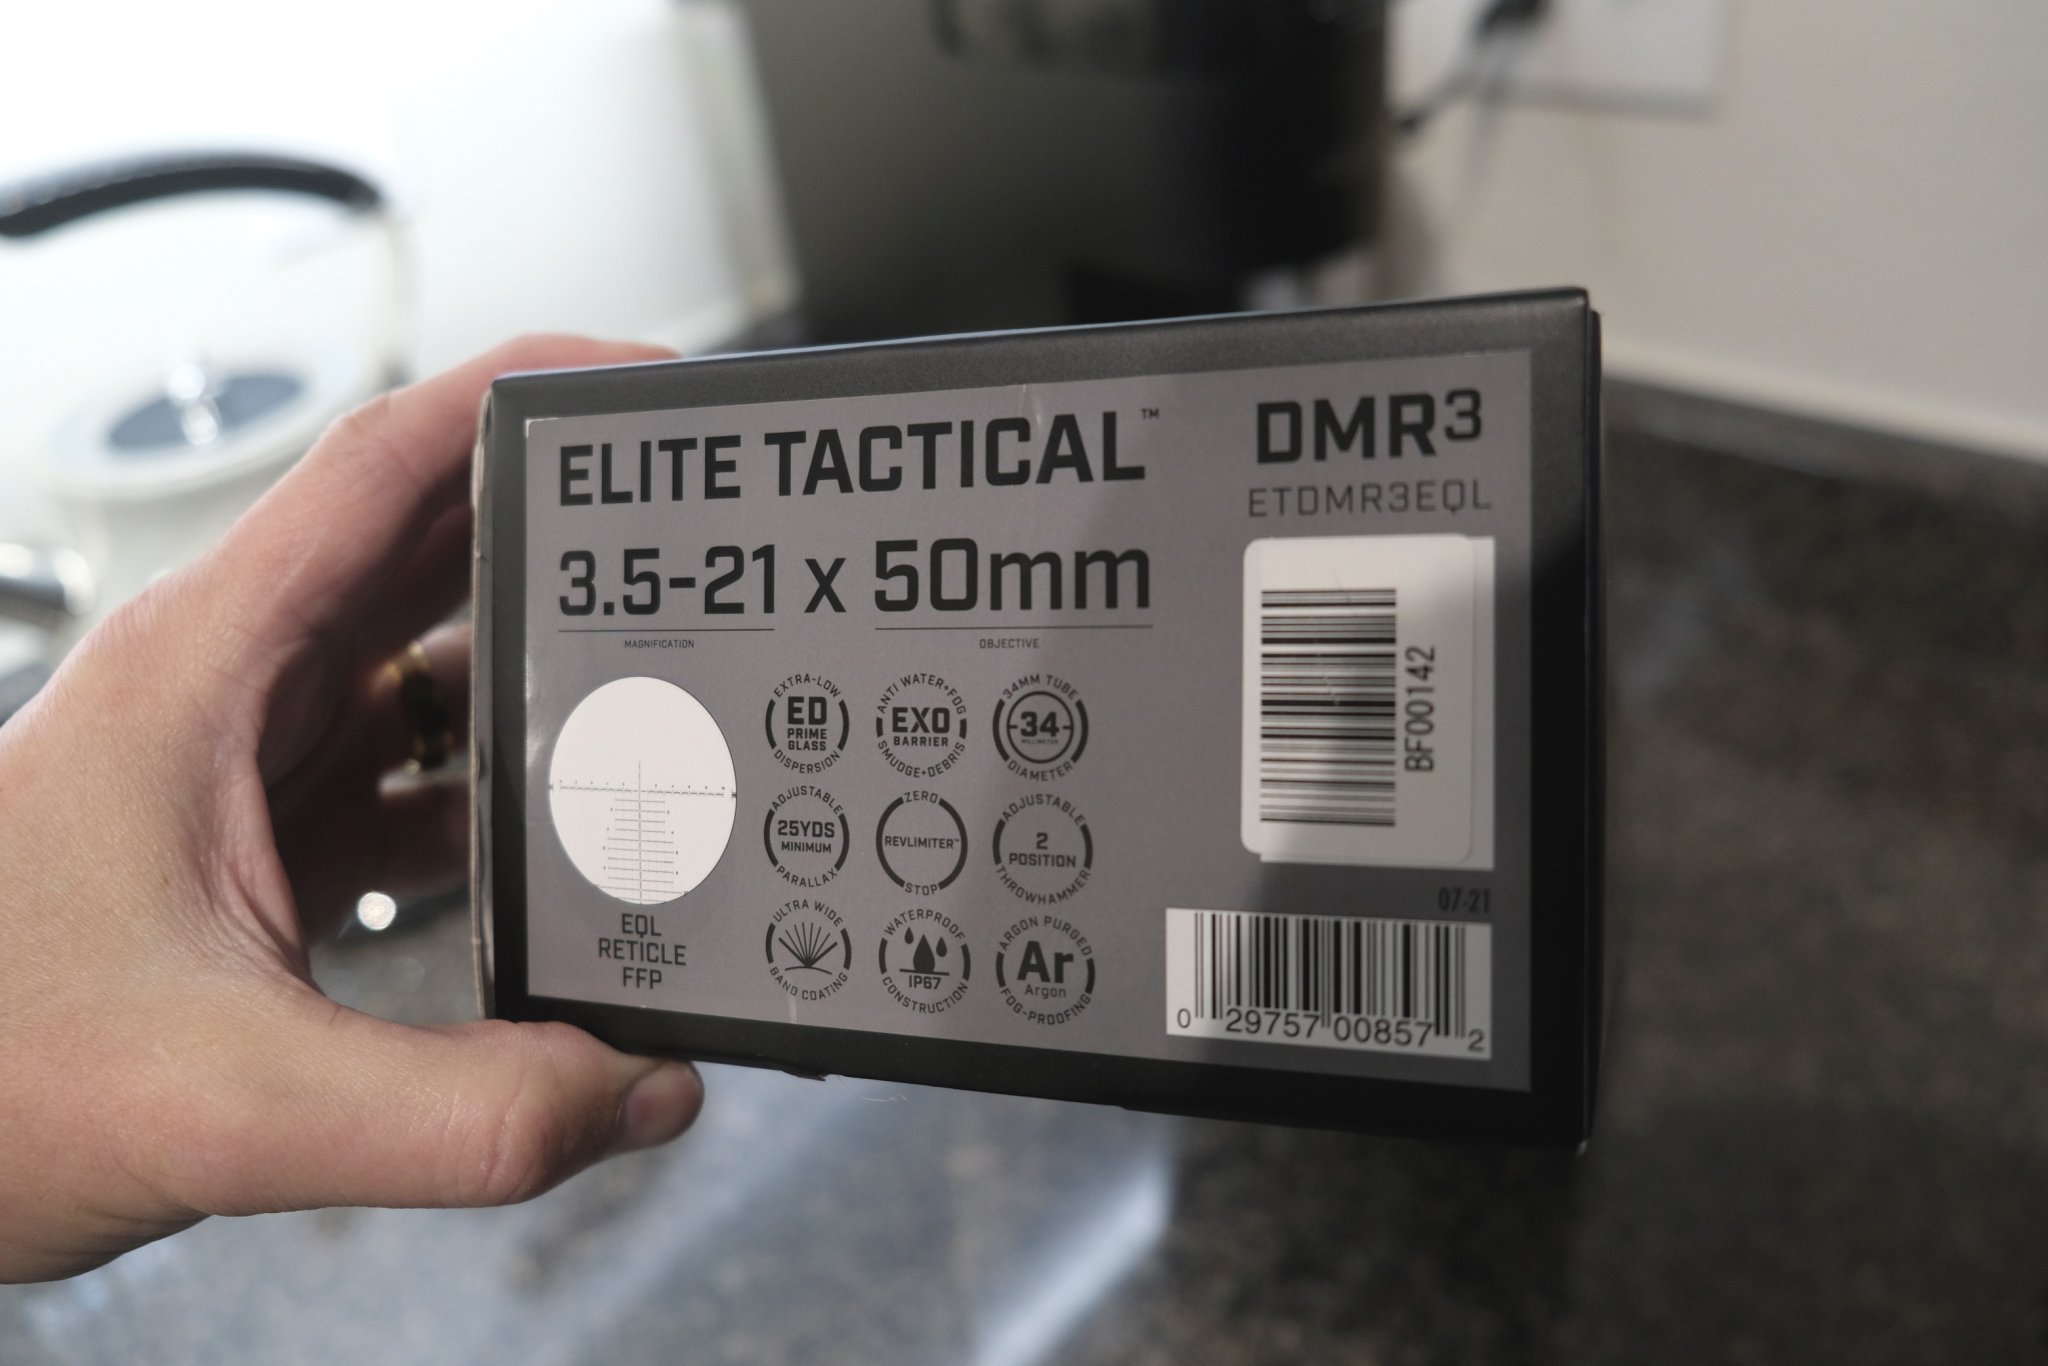 ELITE TACTICAL™
DMR3
ETDMR3EQL
3.5-21 x 50mm
MAGNIFICATION
OBJECTIVE
EXTRA-LOW
ED
PRIME
GLASS
DISPERSION
ANTI WATER+FOG
EXO
BARRIER
SMUDGE+DEBRIS
34MM TUBE
-34-
MILLIMETER
DIAMETER
ADJUSTABLE
25YDS
MINIMUM
PARALLAX
ZERO
REVLIMITER™
STOP
ADJUSTABLE
2
POSITION
THROWHAMMER
ULTRA WIDE
BAND COATING
WATERPROOF
IP67
CONSTRUCTION
ARGON PURGED
Ar
Argon
FOG-PROOFING
EQL
RETICLE
FFP
BF00142
07-21
0 29757 00857 2